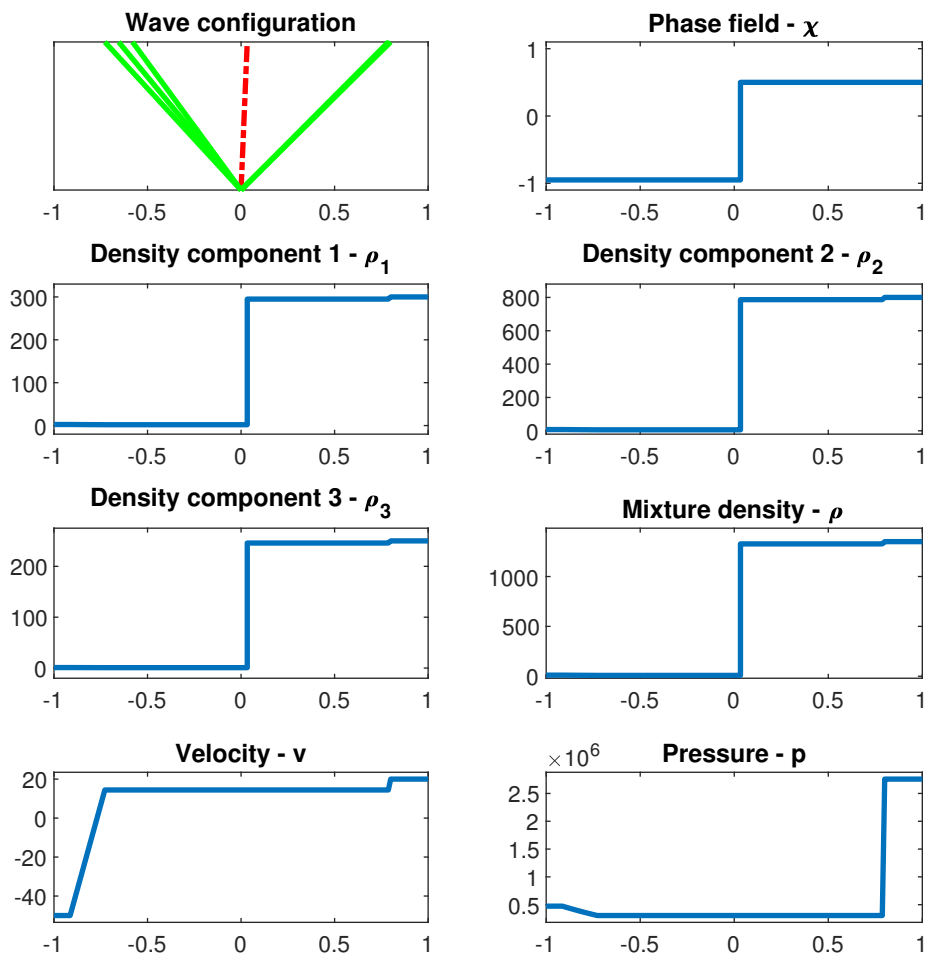 Wave configuration
-1 -0.5 0 0.5 1
Phase field - χ
1
0
-1
-1 -0.5 0 0.5 1
Density component 1 - ρ1
300
200
100
0
-1 -0.5 0 0.5 1
Density component 2 - ρ2
800
600
400
200
0
-1 -0.5 0 0.5 1
Density component 3 - ρ3
200
100
0
-1 -0.5 0 0.5 1
Mixture density - ρ
1000
500
0
-1 -0.5 0 0.5 1
Velocity - v
20
0
-20
-40
-1 -0.5 0 0.5 1
Pressure - p
×10^6
2.5
2
1.5
1
0.5
-1 -0.5 0 0.5 1